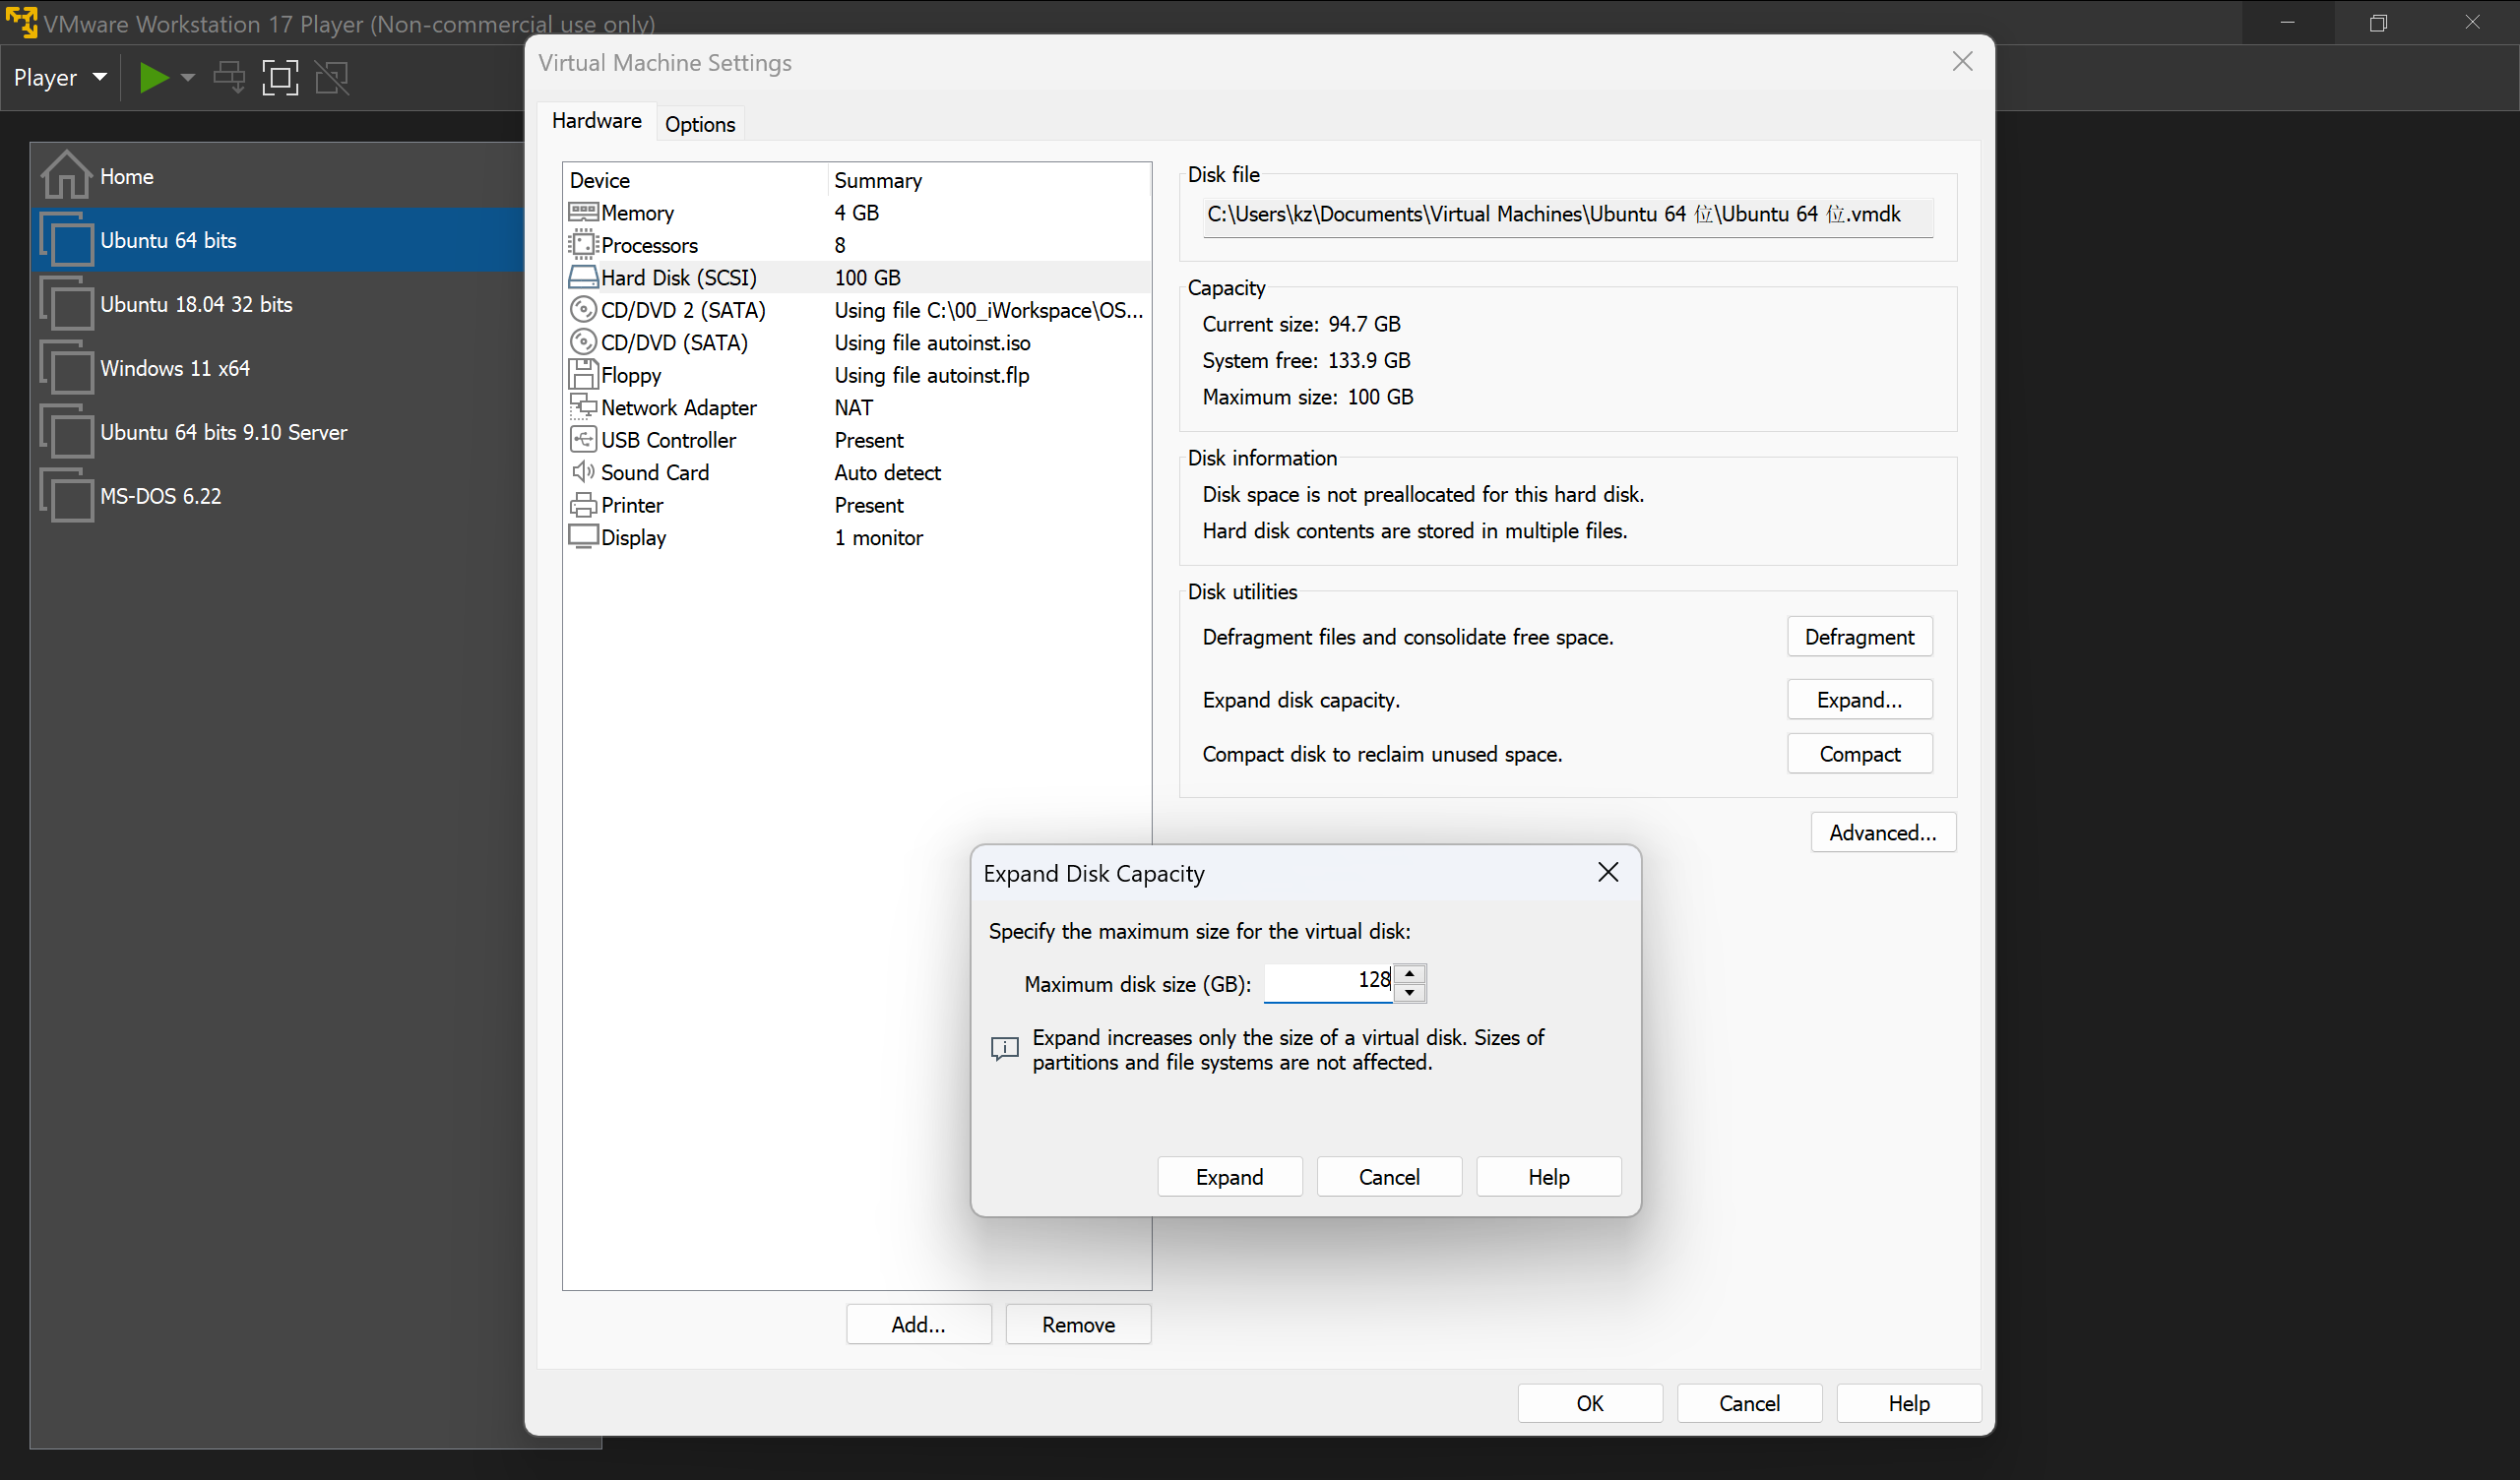 VMware Workstation 17 Player (Non-commercial use only)
Player
Home
Ubuntu 64 bits
Ubuntu 18.04 32 bits
Windows 11 x64
Ubuntu 64 bits 9.10 Server
MS-DOS 6.22
Virtual Machine Settings
Hardware
Options
Device Summary
Memory 4 GB
Processors 8
Hard Disk (SCSI) 100 GB
CD/DVD 2 (SATA) Using file C:\00_iWorkspace\OS...
CD/DVD (SATA) Using file autoinst.iso
Floppy Using file autoinst.flp
Network Adapter NAT
USB Controller Present
Sound Card Auto detect
Printer Present
Display 1 monitor
Add...
Remove
Disk file
C:\Users\kz\Documents\Virtual Machines\Ubuntu 64 位\Ubuntu 64 位.vmdk
Capacity
Current size: 94.7 GB
System free: 133.9 GB
Maximum size: 100 GB
Disk information
Disk space is not preallocated for this hard disk.
Hard disk contents are stored in multiple files.
Disk utilities
Defragment files and consolidate free space. Defragment
Expand disk capacity. Expand...
Compact disk to reclaim unused space. Compact
Advanced...
Expand Disk Capacity
Specify the maximum size for the virtual disk:
Maximum disk size (GB): 128
Expand increases only the size of a virtual disk. Sizes of
partitions and file systems are not affected.
Expand Cancel Help
OK Cancel Help